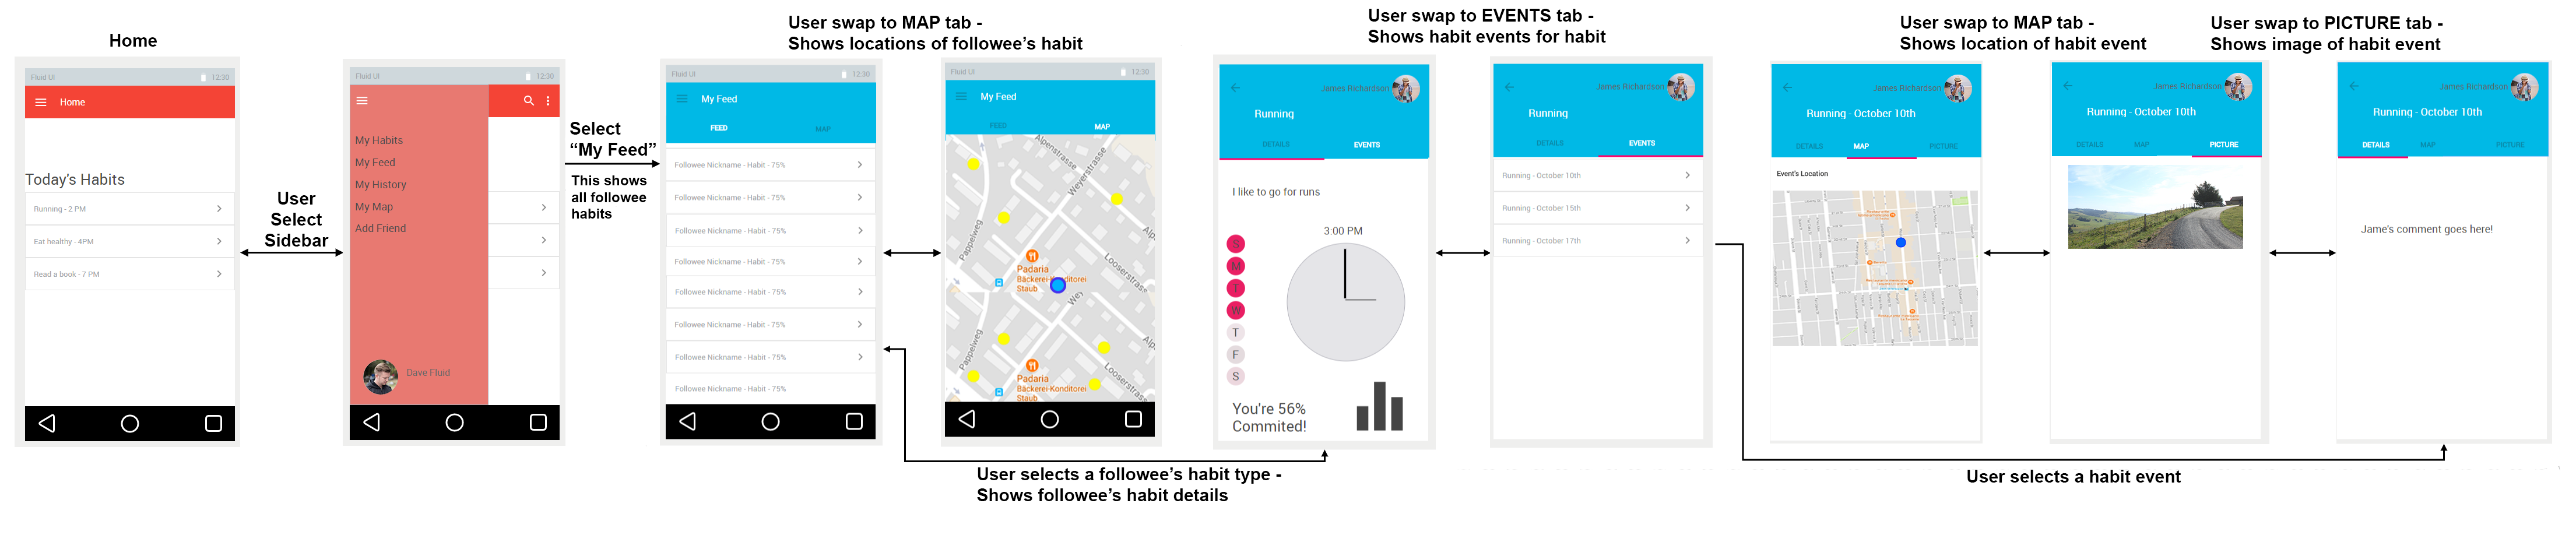 Home
Fluid UI 12:30
Home
Today's Habits
Running - 2 PM
Eat healthy - 4PM
Read a book - 7 PM
User
Select
Sidebar
Fluid UI 12:30
My Habits
My Feed
My History
My Map
Add Friend
Dave Fluid
Select
“My Feed”
This shows
all followee
habits
User swap to MAP tab -
Shows locations of followee’s habit
Fluid UI 12:30
My Feed
FEED MAP
Followee Nickname - Habit - 75%
Followee Nickname - Habit - 75%
Followee Nickname - Habit - 75%
Followee Nickname - Habit - 75%
Followee Nickname - Habit - 75%
Followee Nickname - Habit - 75%
Followee Nickname - Habit - 75%
Followee Nickname - Habit - 75%
Fluid UI 12:30
My Feed
FEED MAP
Alpenstrasse
Weyerstrasse
Pappelweg
Looserstrasse
Alp
Padaria
Bäckerei-Konditorei
Staub
Wey
Pappelweg
Looserstrasse
Alp
Padaria
Bäckerei-Konditorei
Staub
User selects a followee’s habit type -
Shows followee’s habit details
User swap to EVENTS tab -
Shows habit events for habit
James Richardson
Running
DETAILS EVENTS
I like to go for runs
3:00 PM
S
M
T
W
T
F
S
You're 56%
Commited!
James Richardson
Running
DETAILS EVENTS
Running - October 10th
Running - October 15th
Running - October 17th
User selects a habit event
User swap to MAP tab -
Shows location of habit event
James Richardson
Running - October 10th
DETAILS MAP PICTURE
Event's Location
User swap to PICTURE tab -
Shows image of habit event
James Richardson
Running - October 10th
DETAILS MAP PICTURE
James Richardson
Running - October 10th
DETAILS MAP PICTURE
Jame's comment goes here!